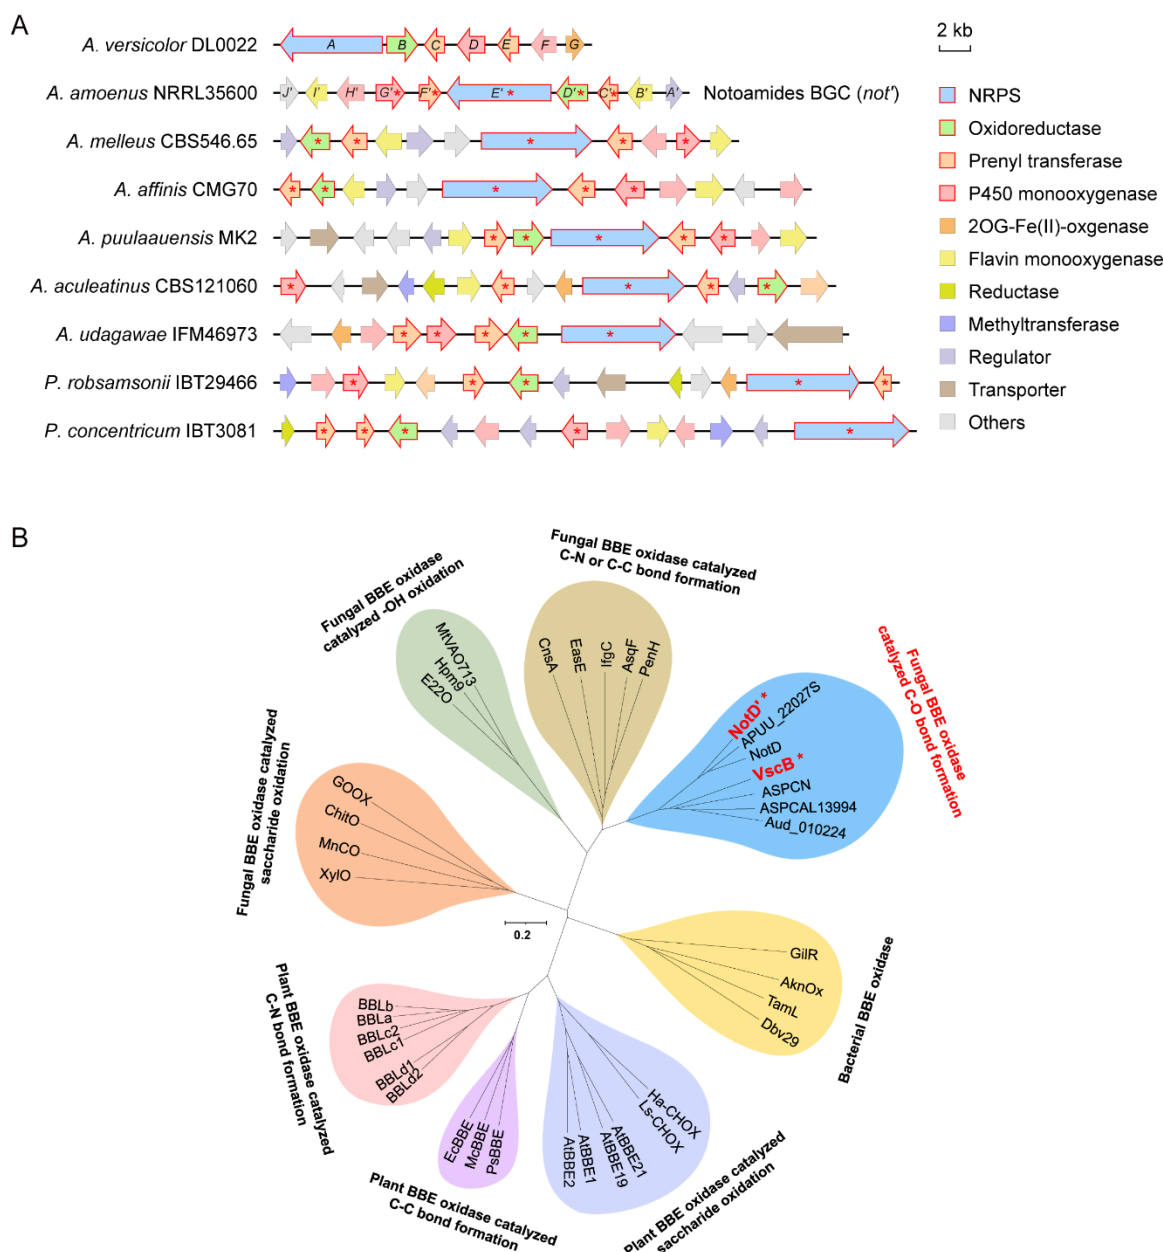 A
A. versicolor DL0022
A B C D E F G
2 kb
A. amoenus NRRL35600
J' I' H' G'* F'* E'* D'* C'* B' A'
Notoamides BGC (not')
A. melleus CBS546.65
* * * * *
A. affinis CMG70
* * * * *
A. puulaauensis MK2
* * * * *
A. aculeatinus CBS121060
* * * * *
A. udagawae IFM46973
* * * * *
P. robsamsonii IBT29466
* * * * *
P. concentricum IBT3081
* * * * *
NRPS
Oxidoreductase
Prenyl transferase
P450 monooxygenase
2OG-Fe(II)-oxgenase
Flavin monooxygenase
Reductase
Methyltransferase
Regulator
Transporter
Others
B
Fungal BBE oxidase
catalyzed -OH oxidation
MtVAO713
Hpm9
E22O
Fungal BBE oxidase catalyzed
C-N or C-C bond formation
CnsA
EasE
IfgC
AsqF
PenH
Fungal BBE oxidase
catalyzed C-O bond formation
NotD' *
APUU_22027S
NotD
VscB *
ASPCN
ASPCAL13994
Aud_010224
Fungal BBE oxidase catalyzed
saccharide oxidation
GOOX
ChitO
MnCO
XylO
0.2
Bacterial BBE oxidase
GilR
AknOx
TamL
Dbv29
Plant BBE oxidase catalyzed
C-N bond formation
BBLb
BBLa
BBLc2
BBLc1
BBLd1
BBLd2
Plant BBE oxidase catalyzed
C-C bond formation
EcBBE
McBBE
PsBBE
Plant BBE oxidase catalyzed
saccharide oxidation
AtBBE2
AtBBE1
AtBBE19
AtBBE21
Ls-CHOX
Ha-CHOX